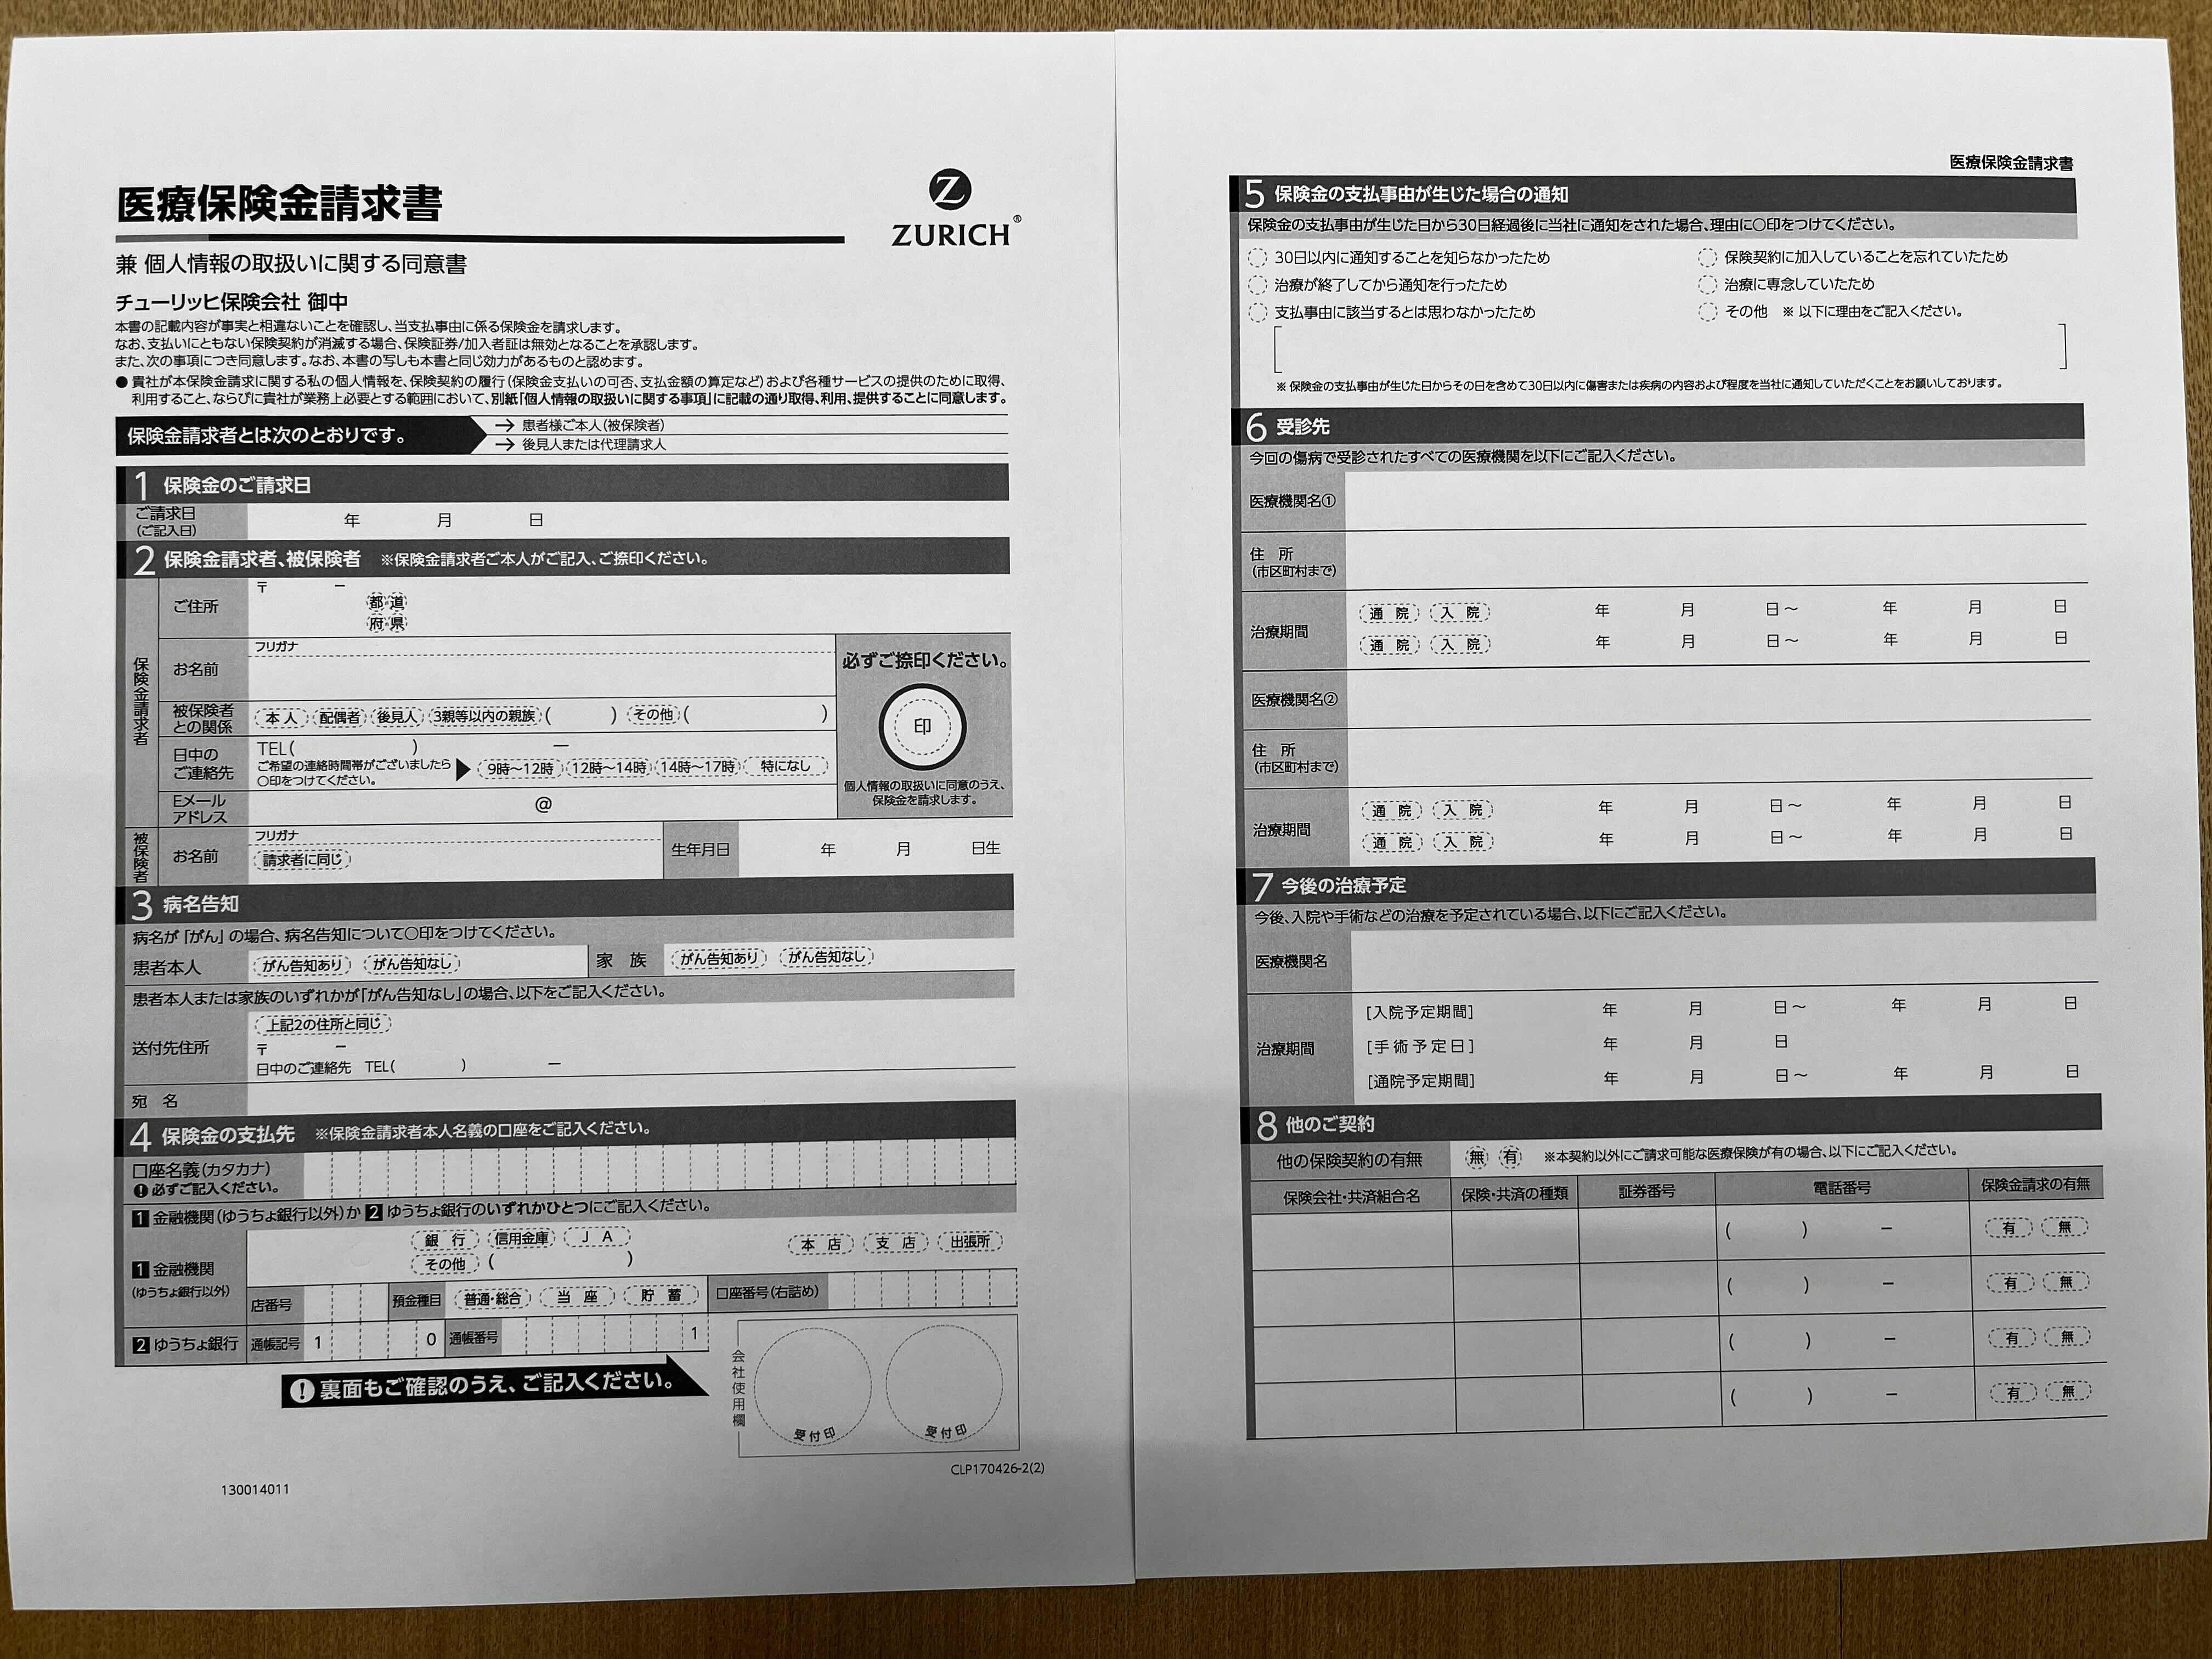 医療保険金請求書
ZURICH®
兼 個人情報の取扱いに関する同意書
チューリッヒ保険会社 御中
本書の記載内容が事実と相違ないことを確認し、当支払事由に係る保険金を請求します。
なお、支払いにともない保険契約が消滅する場合、保険証券/加入者証は無効となることを承認します。
また、次の事項につき同意します。なお、本書の写しも本書と同じ効力があるものと認めます。
● 貴社が本保険金請求に関する私の個人情報を、保険契約の履行(保険金支払いの可否、支払金額の算定など)および各種サービスの提供のために取得、
利用すること、ならびに貴社が業務上必要とする範囲において、別紙「個人情報の取扱いに関する事項」に記載の通り取得、利用、提供することに同意します。
保険金請求者とは次のとおりです。
→ 患者様ご本人(被保険者)
→ 後見人または代理請求人
1 保険金のご請求日
ご請求日
(ご記入日)
年 月 日
2 保険金請求者、被保険者 ※保険金請求者ご本人がご記入、ご捺印ください。
保険金請求者
ご住所
〒 −
都 道
府 県
お名前
フリガナ
必ずご捺印ください。
印
個人情報の取扱いに同意のうえ、
保険金を請求します。
被保険者
との関係
本 人 配偶者 後見人 3親等以内の親族 ( ) その他 ( )
日中の
ご連絡先
TEL( ) −
ご希望の連絡時間帯がございましたら
○印をつけてください。
9時〜12時 12時〜14時 14時〜17時 特になし
Eメール
アドレス
@
被保険者
お名前
フリガナ
請求者に同じ
生年月日 年 月 日生
3 病名告知
病名が「がん」の場合、病名告知について○印をつけてください。
患者本人 がん告知あり がん告知なし 家 族 がん告知あり がん告知なし
患者本人または家族のいずれかが「がん告知なし」の場合、以下をご記入ください。
送付先住所
上記2の住所と同じ
〒 −
日中のご連絡先 TEL( ) −
宛 名
4 保険金の支払先 ※保険金請求者本人名義の口座をご記入ください。
口座名義(カタカナ)
! 必ずご記入ください。
1 金融機関(ゆうちょ銀行以外)か 2 ゆうちょ銀行のいずれかひとつにご記入ください。
1 金融機関
(ゆうちょ銀行以外)
銀 行 信用金庫 J A
その他 ( )
本 店 支 店 出張所
店番号 預金種目 普通・総合 当 座 貯 蓄 口座番号(右詰め)
2 ゆうちょ銀行 通帳記号 1 0 通帳番号 1
! 裏面もご確認のうえ、ご記入ください。
会社使用欄
受付印 受付印
CLP170426-2(2)
130014011
医療保険金請求書
5 保険金の支払事由が生じた場合の通知
保険金の支払事由が生じた日から30日経過後に当社に通知をされた場合、理由に○印をつけてください。
30日以内に通知することを知らなかったため 保険契約に加入していることを忘れていたため
治療が終了してから通知を行ったため 治療に専念していたため
支払事由に該当するとは思わなかったため その他 ※ 以下に理由をご記入ください。
※ 保険金の支払事由が生じた日からその日を含めて30日以内に傷害または疾病の内容および程度を当社に通知していただくことをお願いしております。
6 受診先
今回の傷病で受診されたすべての医療機関を以下にご記入ください。
医療機関名①
住 所
(市区町村まで)
治療期間
通 院 入 院 年 月 日〜 年 月 日
通 院 入 院 年 月 日〜 年 月 日
医療機関名②
住 所
(市区町村まで)
治療期間
通 院 入 院 年 月 日〜 年 月 日
通 院 入 院 年 月 日〜 年 月 日
7 今後の治療予定
今後、入院や手術などの治療を予定されている場合、以下にご記入ください。
医療機関名
治療期間
[入院予定期間] 年 月 日〜 年 月 日
[手術予定日] 年 月 日
[通院予定期間] 年 月 日〜 年 月 日
8 他のご契約
他の保険契約の有無 無 有 ※本契約以外にご請求可能な医療保険が有の場合、以下にご記入ください。
保険会社・共済組合名 保険・共済の種類 証券番号 電話番号 保険金請求の有無
( ) − 有 無
( ) − 有 無
( ) − 有 無
( ) − 有 無